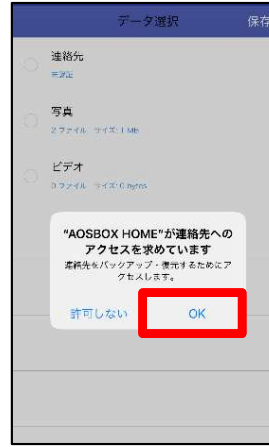 データ選択
保存
連絡先
未設定
写真
2 ファイル サイズ: 1 MB
ビデオ
0 ファイル サイズ: 0 bytes
"AOSBOX HOME"が連絡先への
アクセスを求めています
連絡先をバックアップ・復元するためにア
クセスします。
許可しない
OK